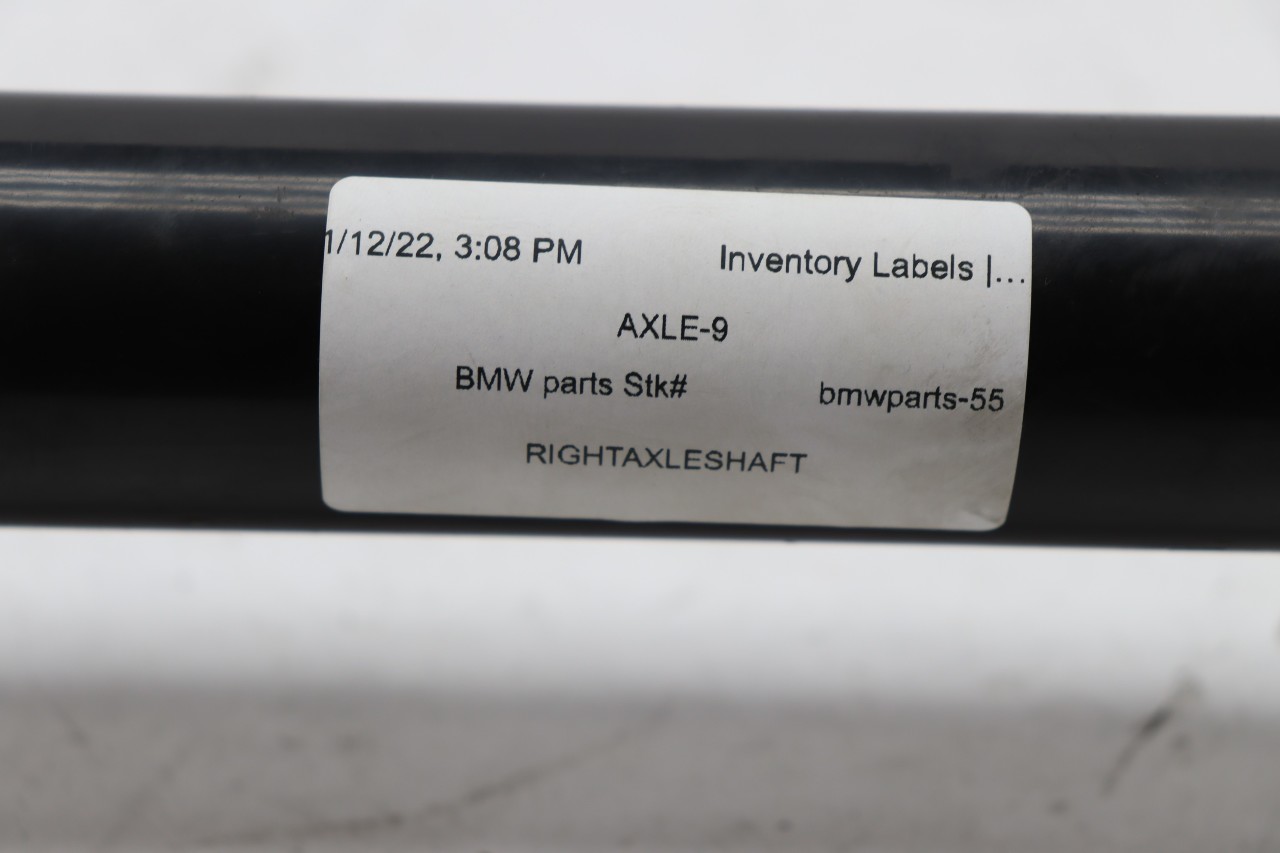 1/12/22, 3:08 PM Inventory Labels |...
AXLE-9
BMW parts Stk# bmwparts-55
RIGHTAXLESHAFT